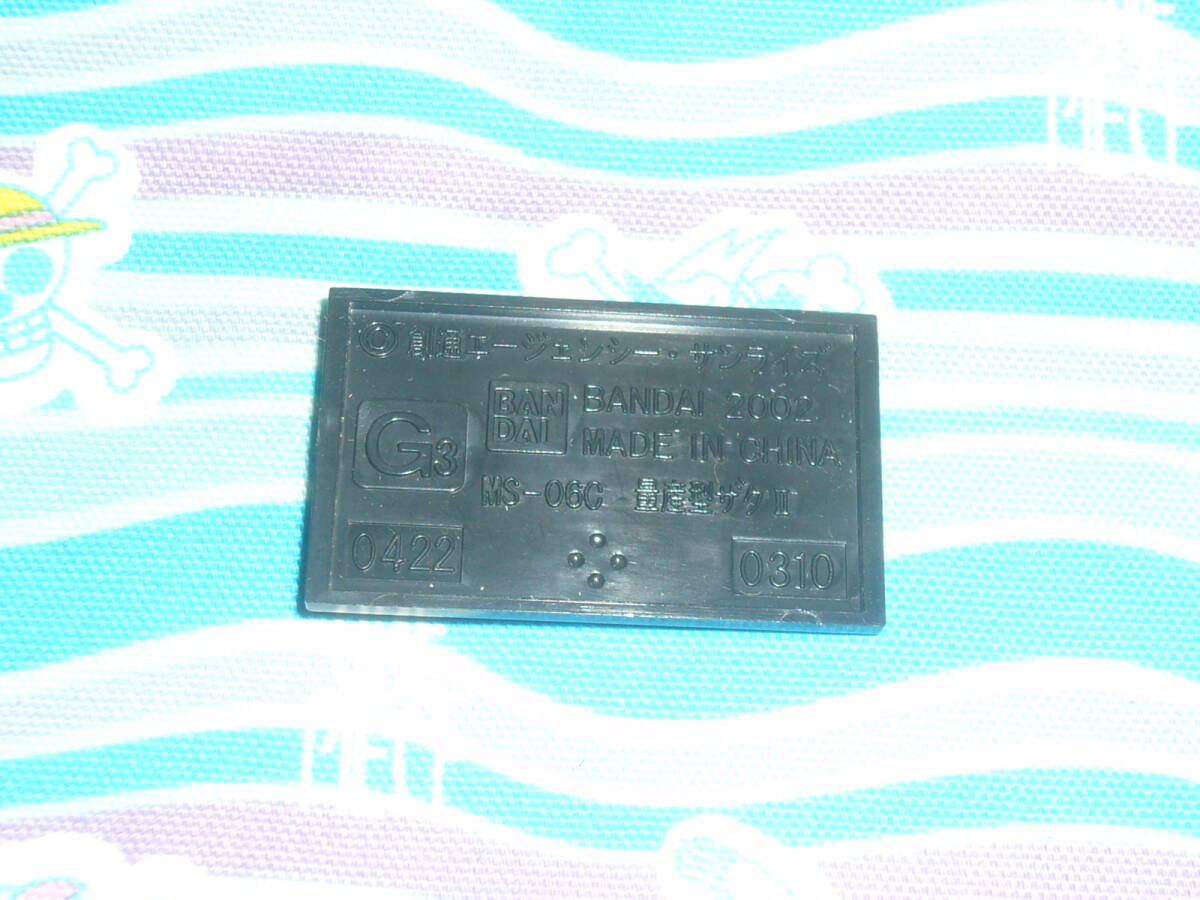 ©創通エージェンシー・サンライズ
BAN
DAI
BANDAI 2002
MADE IN CHINA
G3
MS-06C 量産型ザクII
0422
0310